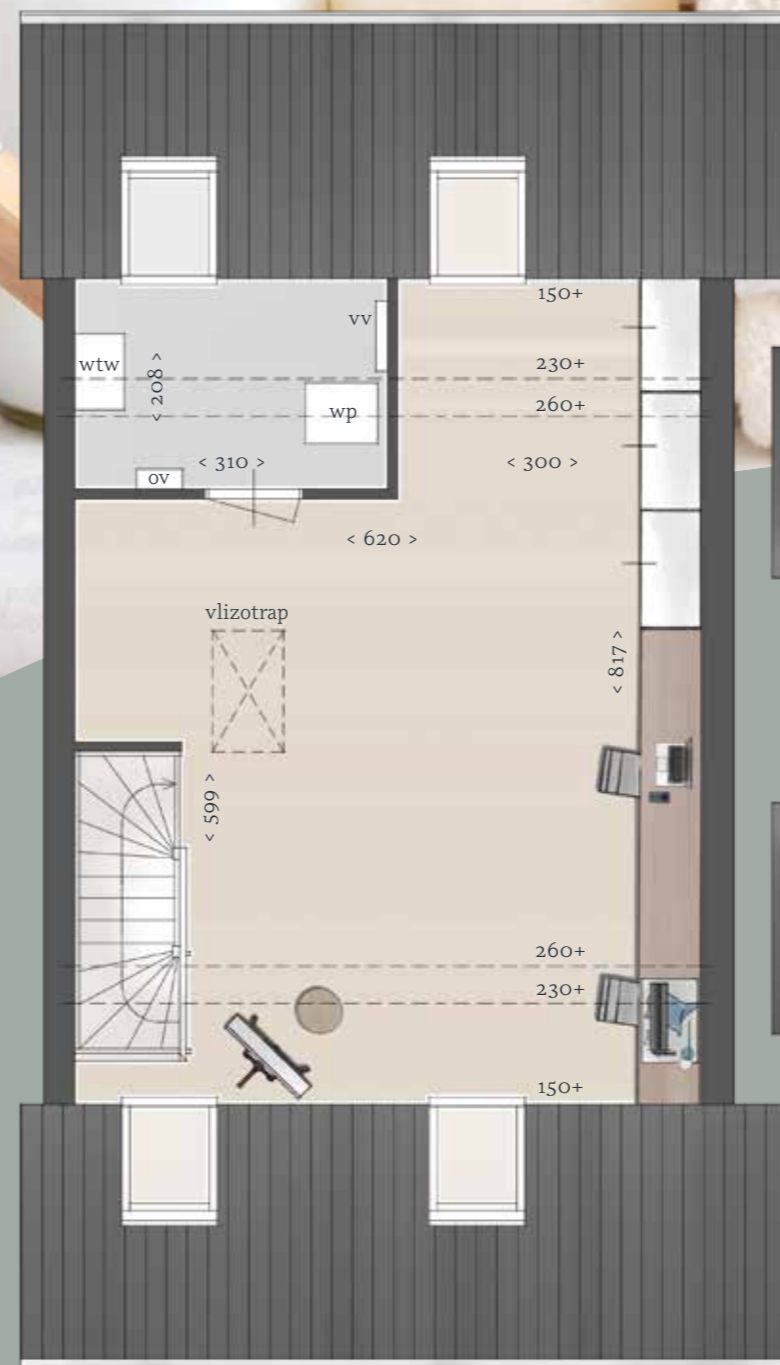 150+
vv
wtw
230+
< 208 >
260+
wp
< 310 >
< 300 >
ov
< 620 >
vlizotrap
< 817 >
< 599 >
260+
230+
150+